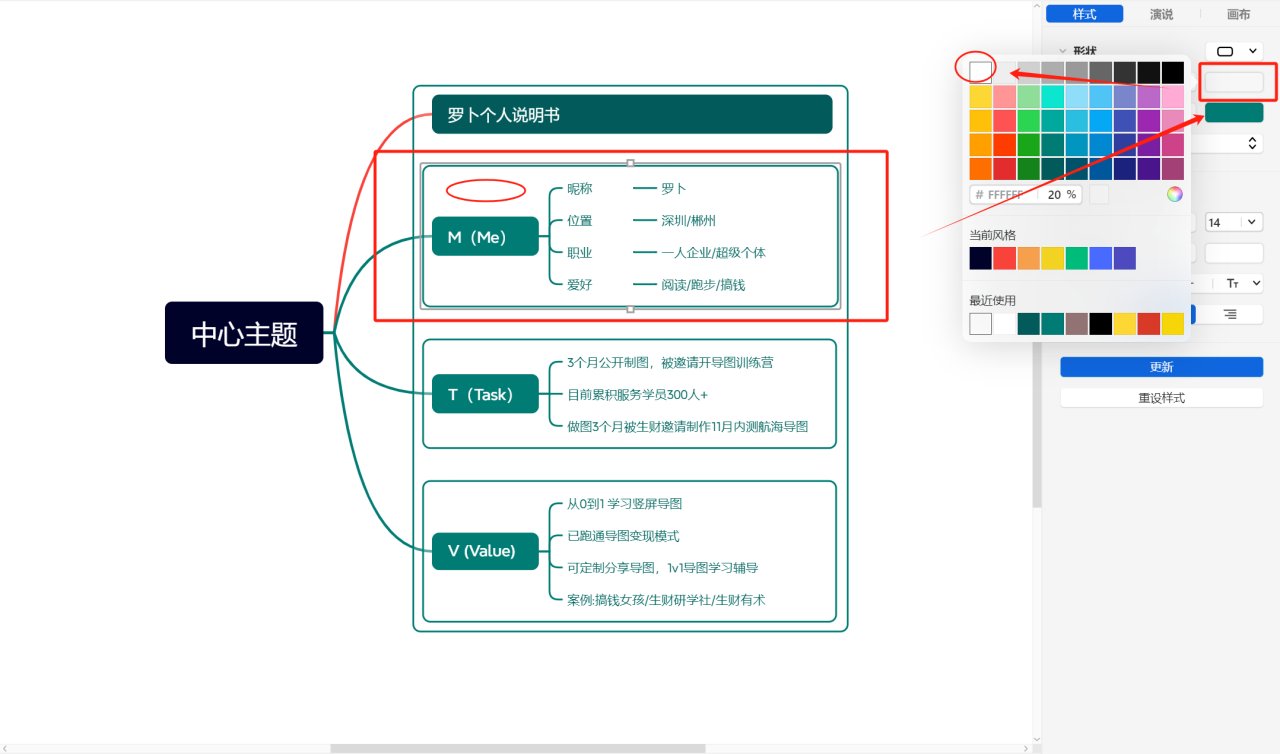 样式
演说
画布
形状
罗卜个人说明书
昵称
罗卜
位置
深圳/郴州
M（Me）
职业
一人企业/超级个体
爱好
阅读/跑步/搞钱
中心主题
3个月公开制图，被邀请开导图训练营
T（Task）
目前累积服务学员300人+
做图3个月被生财邀请制作11月内测航海导图
从0到1 学习竖屏导图
已跑通导图变现模式
V (Value)
可定制分享导图，1v1导图学习辅导
案例:搞钱女孩/生财研学社/生财有术
# FFFFFF
20 %
14
当前风格
Tт
最近使用
更新
重设样式